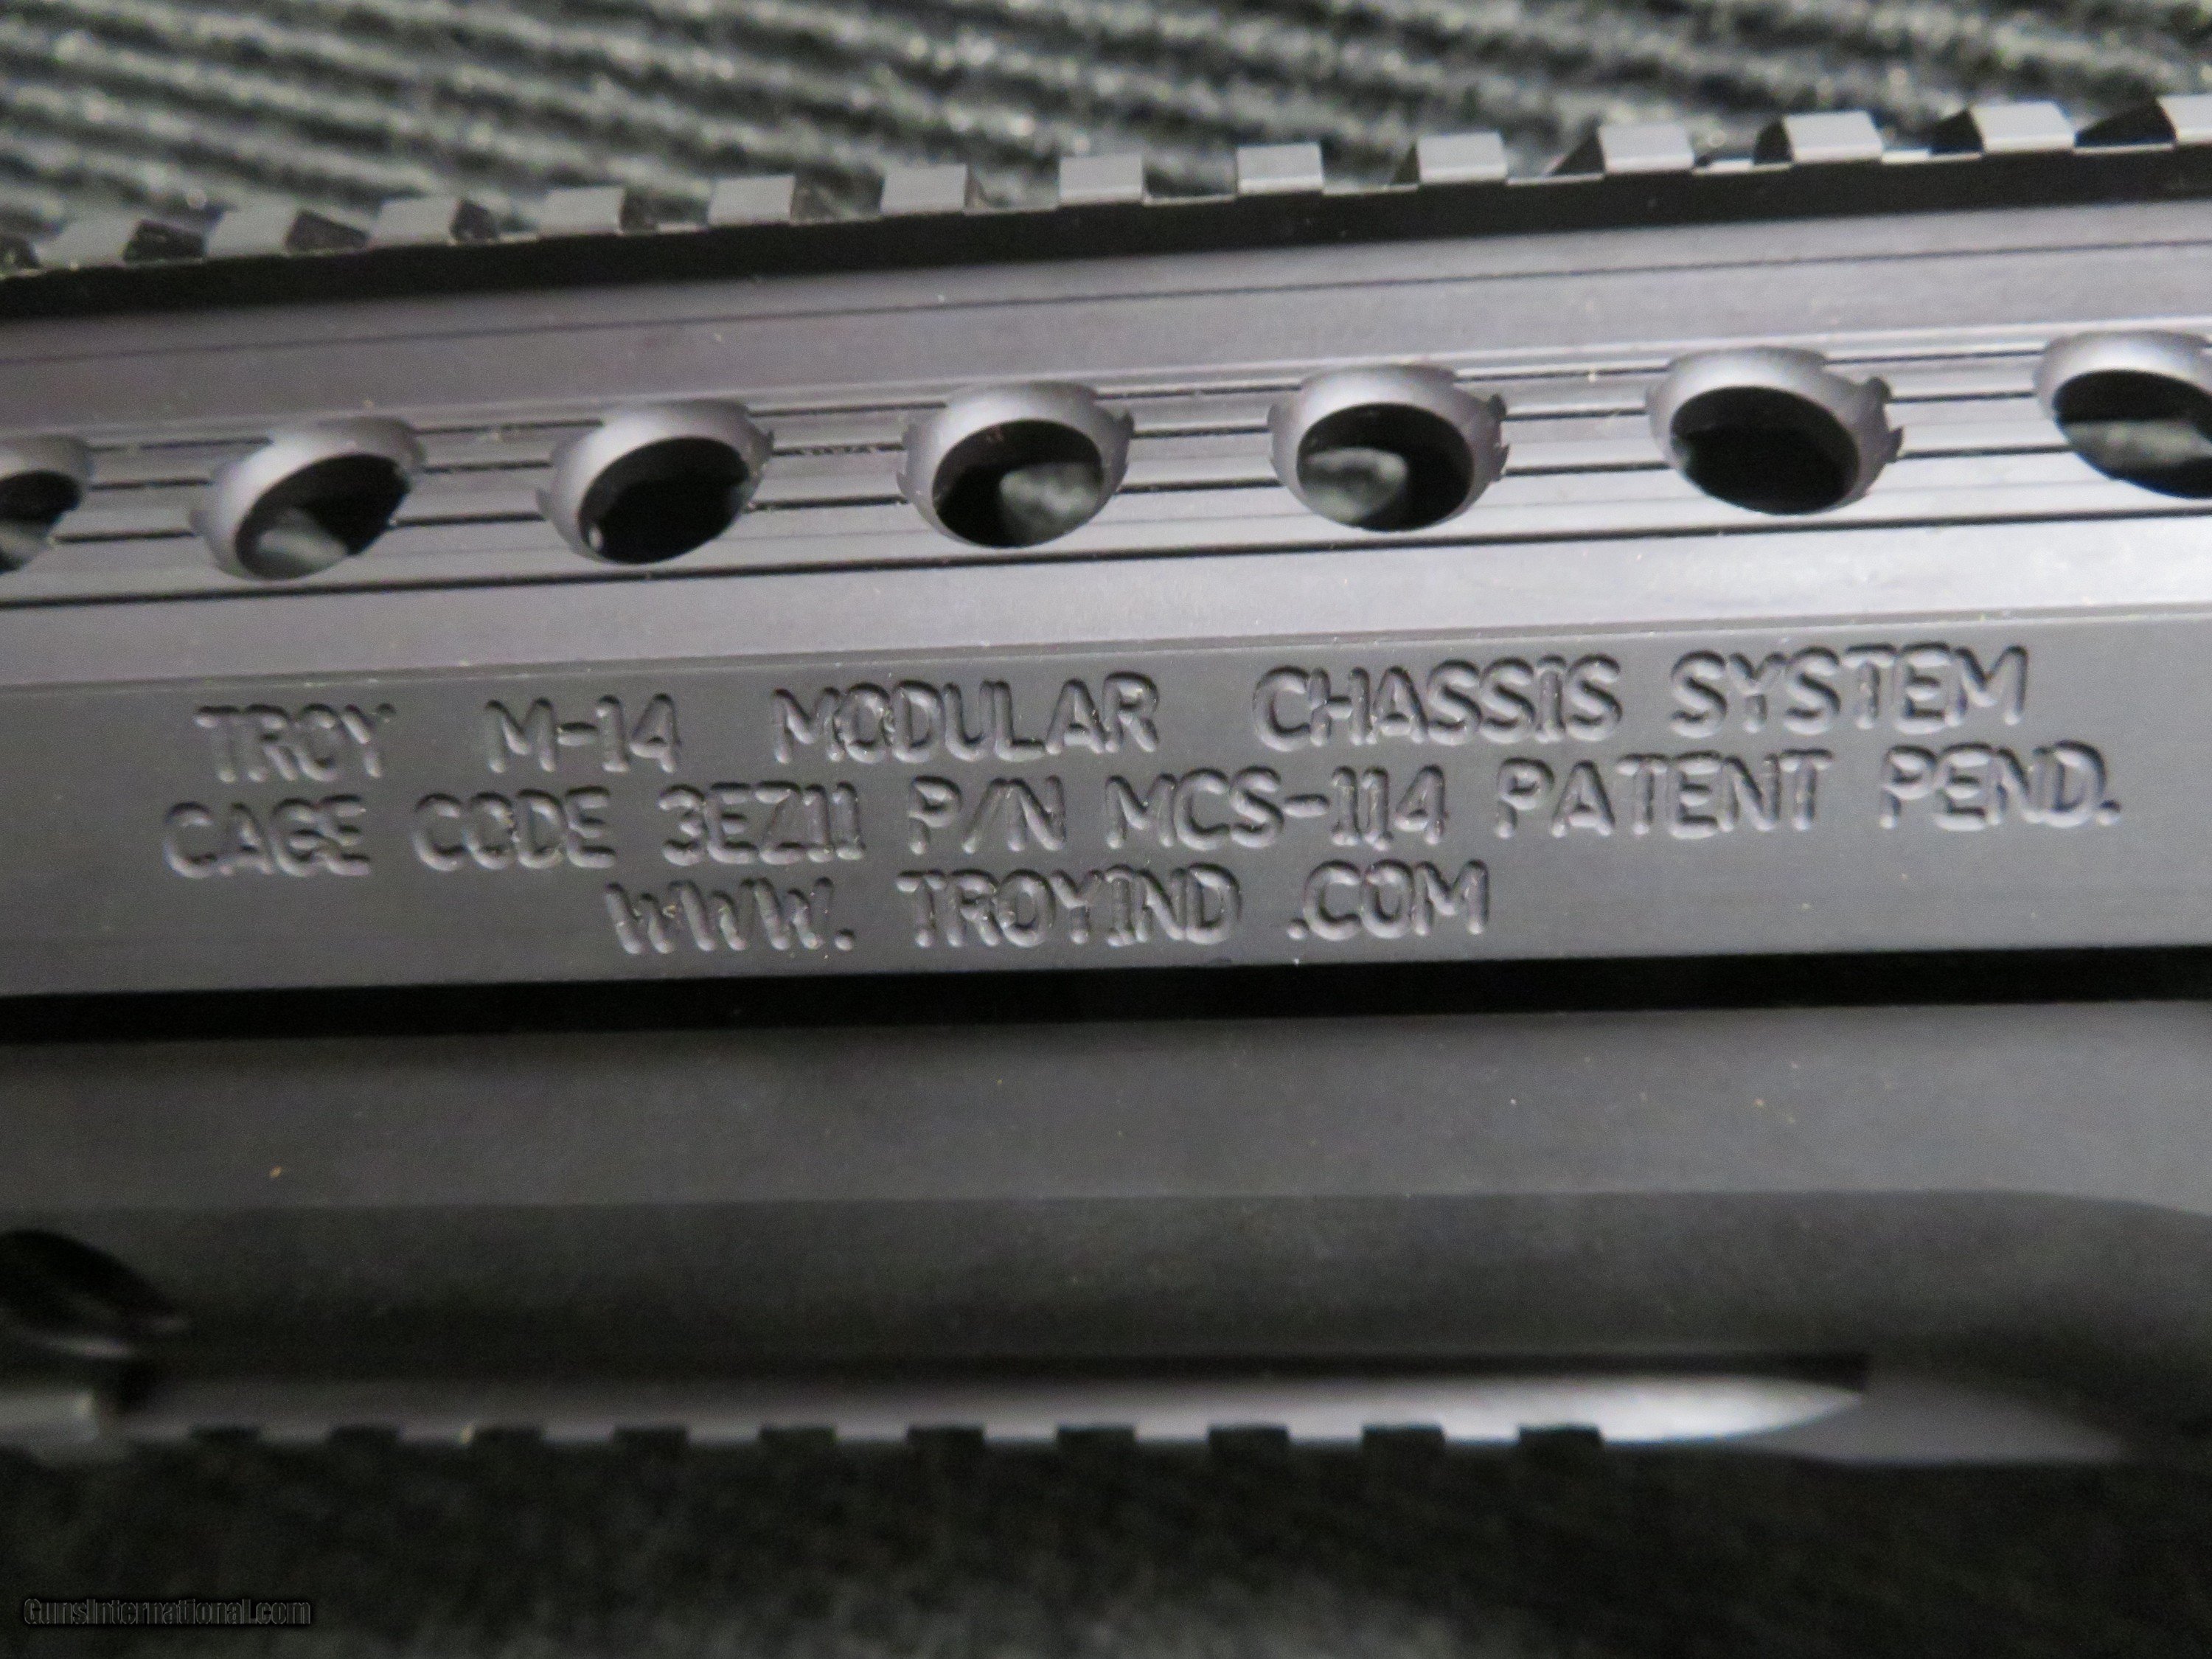 TROY M-14 MODULAR CHASSIS SYSTEM
CAGE CODE 3EZ11 P/N MCS-114 PATENT PEND.
WWW. TROYIND .COM
GunsInternational.com